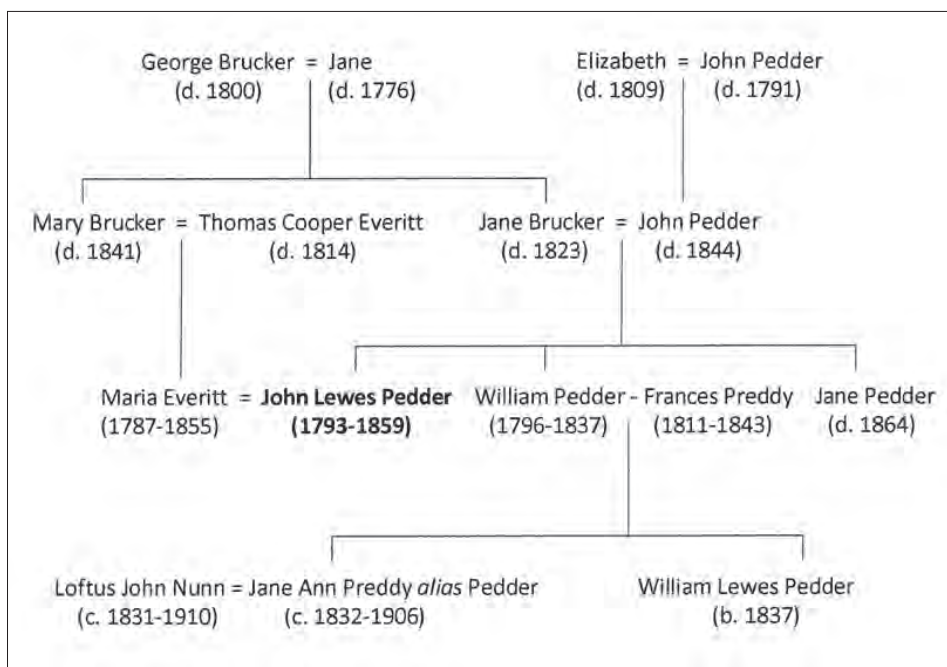 George Brucker = Jane Elizabeth = John Pedder
(d. 1800) (d. 1776) (d. 1809) (d. 1791)
Mary Brucker = Thomas Cooper Everitt Jane Brucker = John Pedder
(d. 1841) (d. 1814) (d. 1823) (d. 1844)
Maria Everitt = John Lewes Pedder William Pedder - Frances Preddy Jane Pedder
(1787-1855) (1793-1859) (1796-1837) (1811-1843) (d. 1864)
Loftus John Nunn = Jane Ann Preddy alias Pedder William Lewes Pedder
(c. 1831-1910) (c. 1832-1906) (b. 1837)